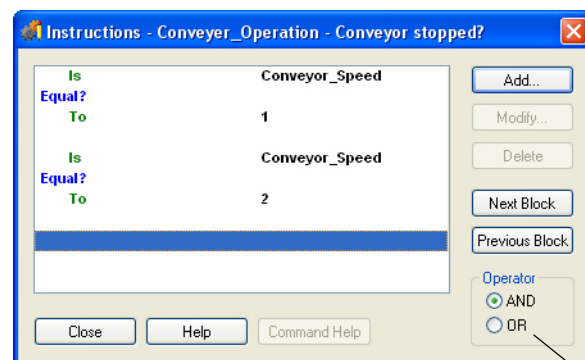 Instructions - Conveyer_Operation - Conveyor stopped?
Is Conveyor_Speed
Equal?
To 1
Is Conveyor_Speed
Equal?
To 2
Add...
Modify...
Delete
Next Block
Previous Block
Operator
AND
OR
Close Help Command Help